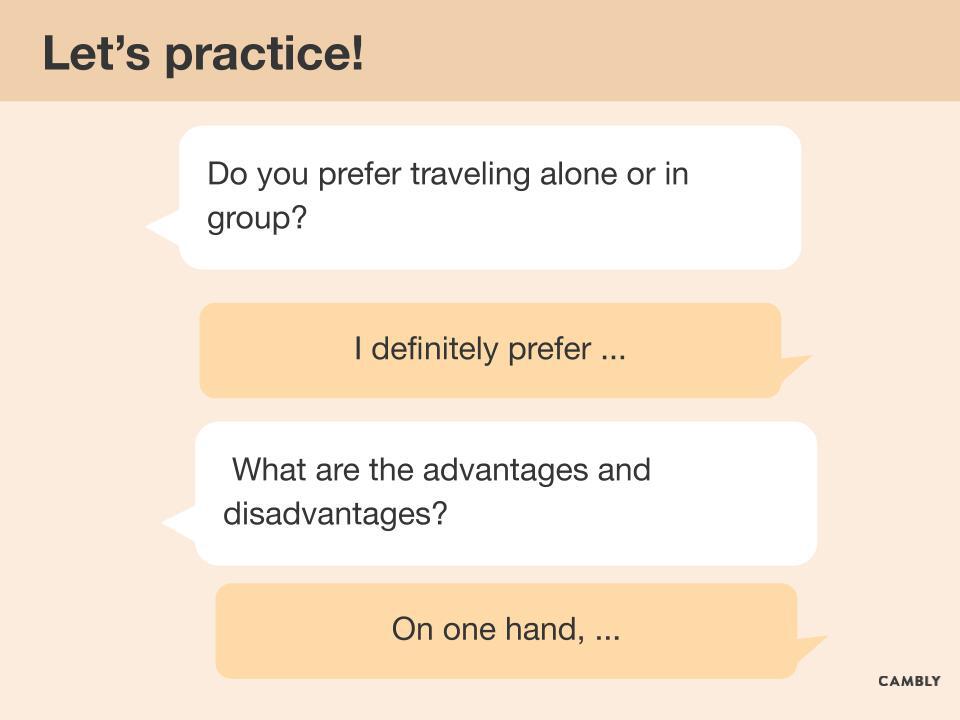 Let’s practice!
Do you prefer traveling alone or in
group?
I definitely prefer ...
What are the advantages and
disadvantages?
On one hand, ...
CAMBLY